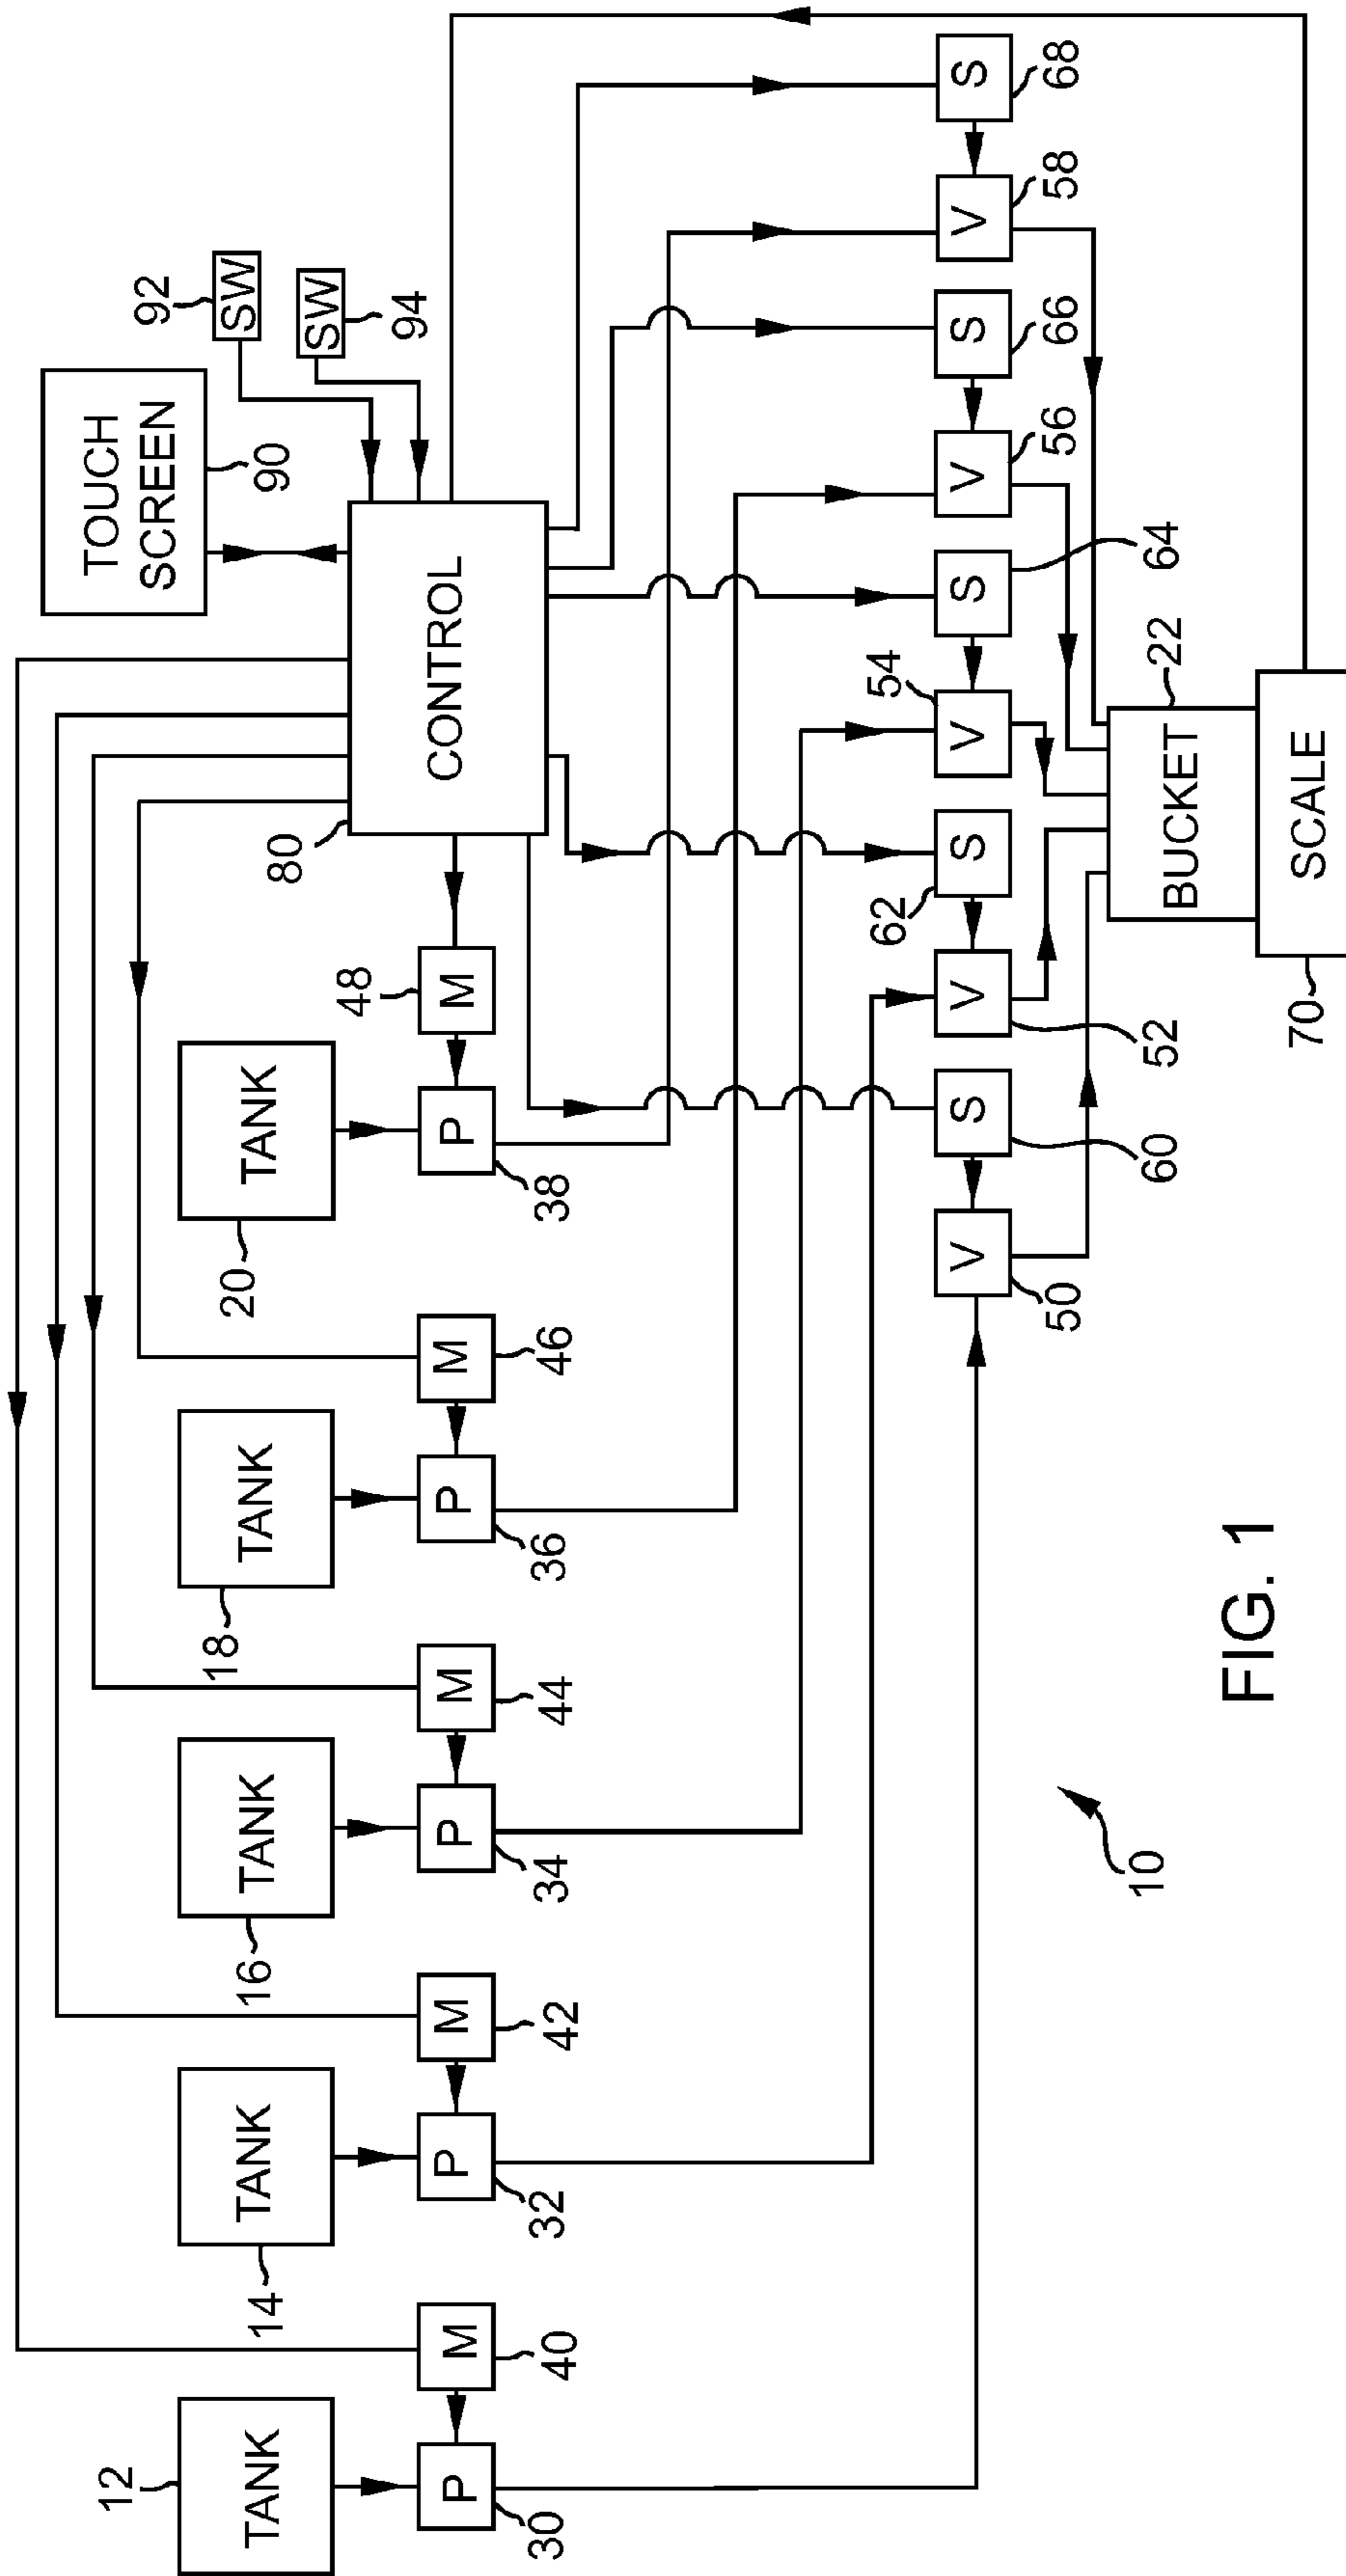 TOUCH
SCREEN
90
92
SW
SW
94
CONTROL
80
12
TANK
14
TANK
16
TANK
18
TANK
20
TANK
P
30
M
40
P
32
M
42
P
34
M
44
P
36
M
46
P
38
M
48
V
50
S
60
V
52
S
62
V
54
S
64
V
56
S
66
V
58
S
68
BUCKET
22
SCALE
70
10
FIG. 1